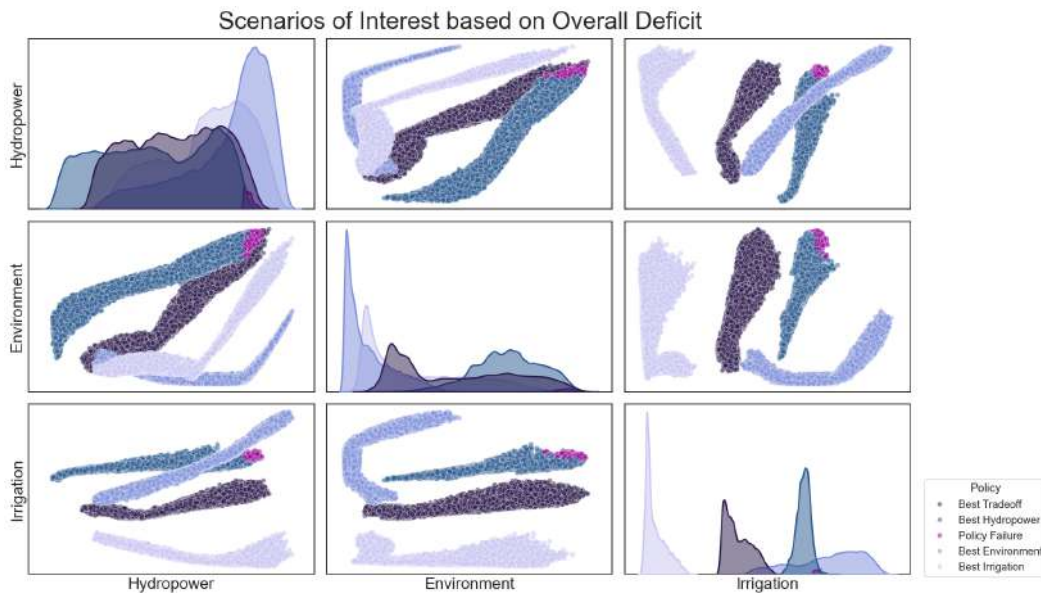 Scenarios of Interest based on Overall Deficit
Hydropower
Environment
Irrigation
Hydropower
Environment
Irrigation
Policy
Best Tradeoff
Best Hydropower
Policy Failure
Best Environment
Best Irrigation